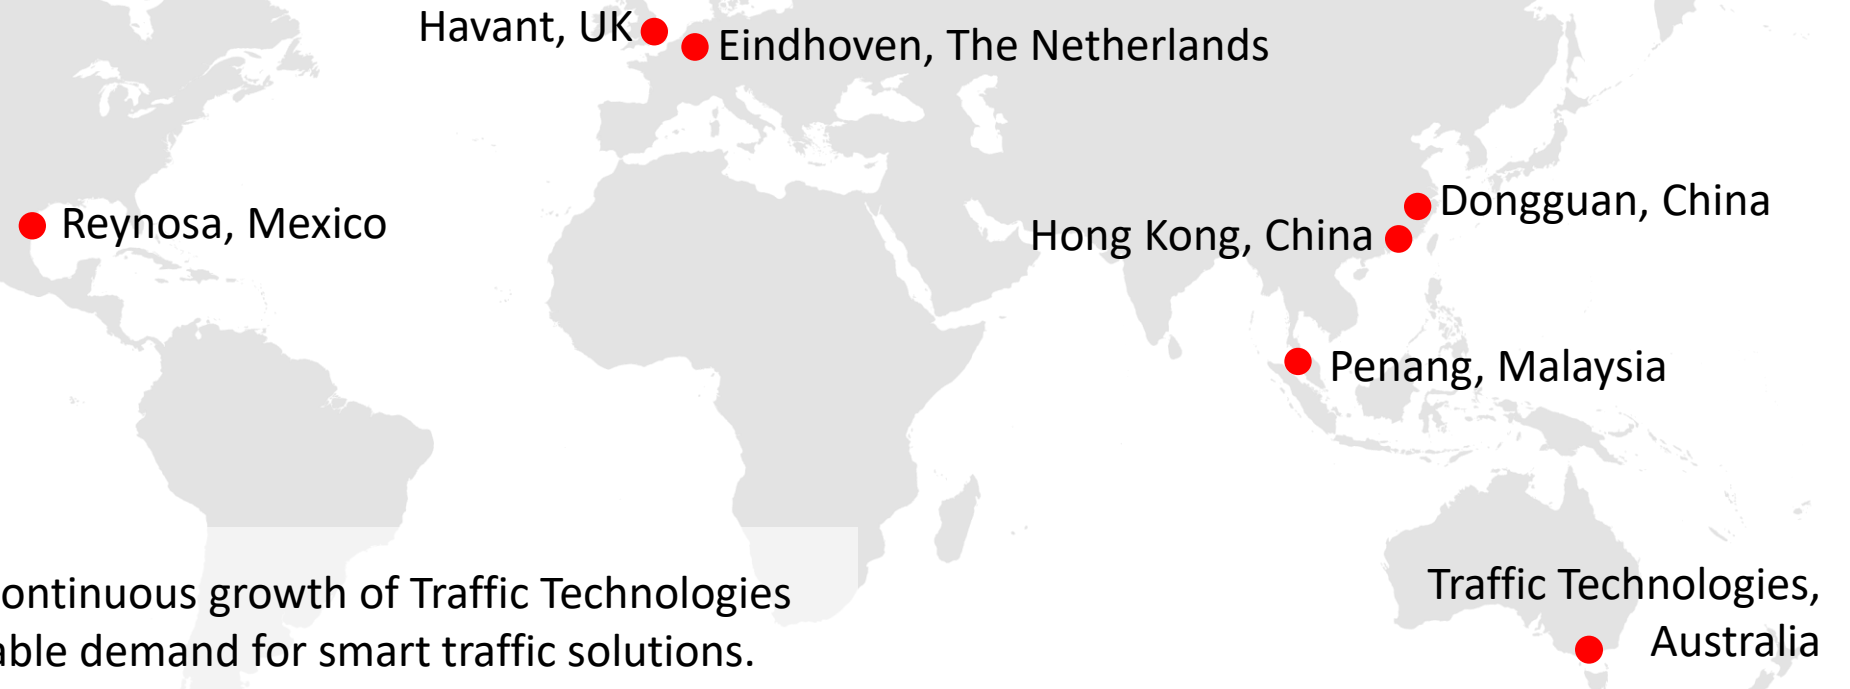 Havant, UK
Eindhoven, The Netherlands
Reynosa, Mexico
Dongguan, China
Hong Kong, China
Penang, Malaysia
ontinuous growth of Traffic Technologies
able demand for smart traffic solutions.
Traffic Technologies,
Australia